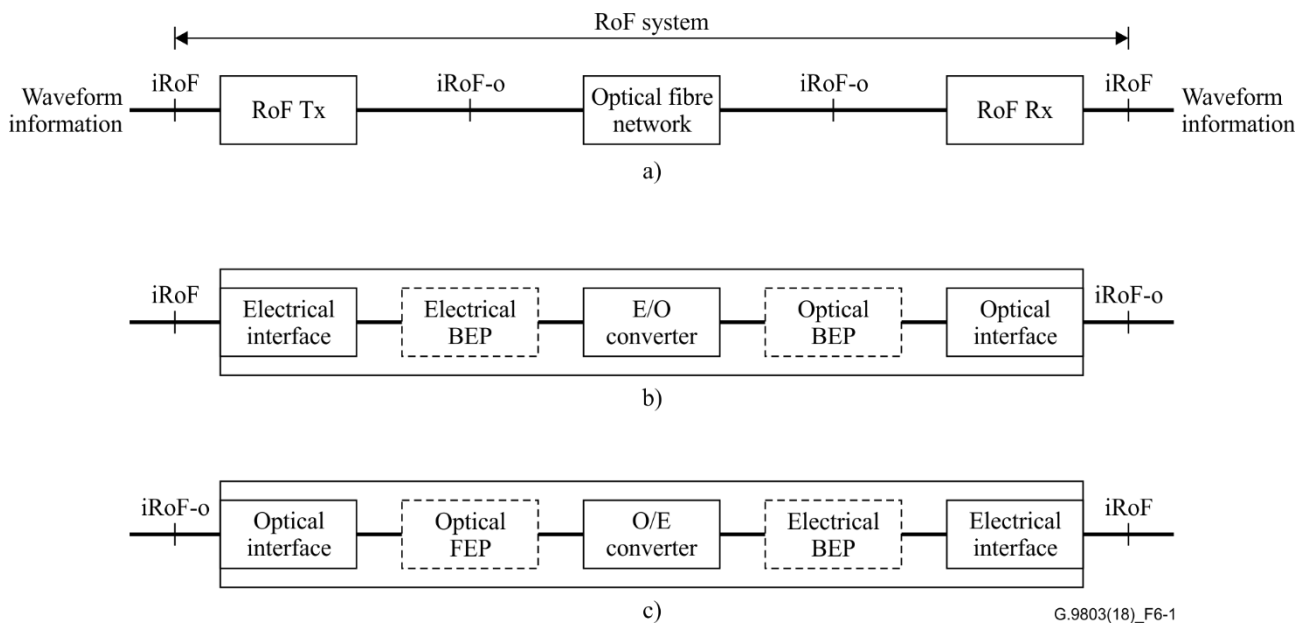 RoF system
iRoF
iRoF-o
iRoF-o
iRoF
Waveform
information
RoF Tx
Optical fibre
network
RoF Rx
Waveform
information
a)
iRoF
Electrical
interface
Electrical
BEP
E/O
converter
Optical
BEP
Optical
interface
iRoF-o
b)
iRoF-o
Optical
interface
Optical
FEP
O/E
converter
Electrical
BEP
Electrical
interface
iRoF
c)
G.9803(18)_F6-1